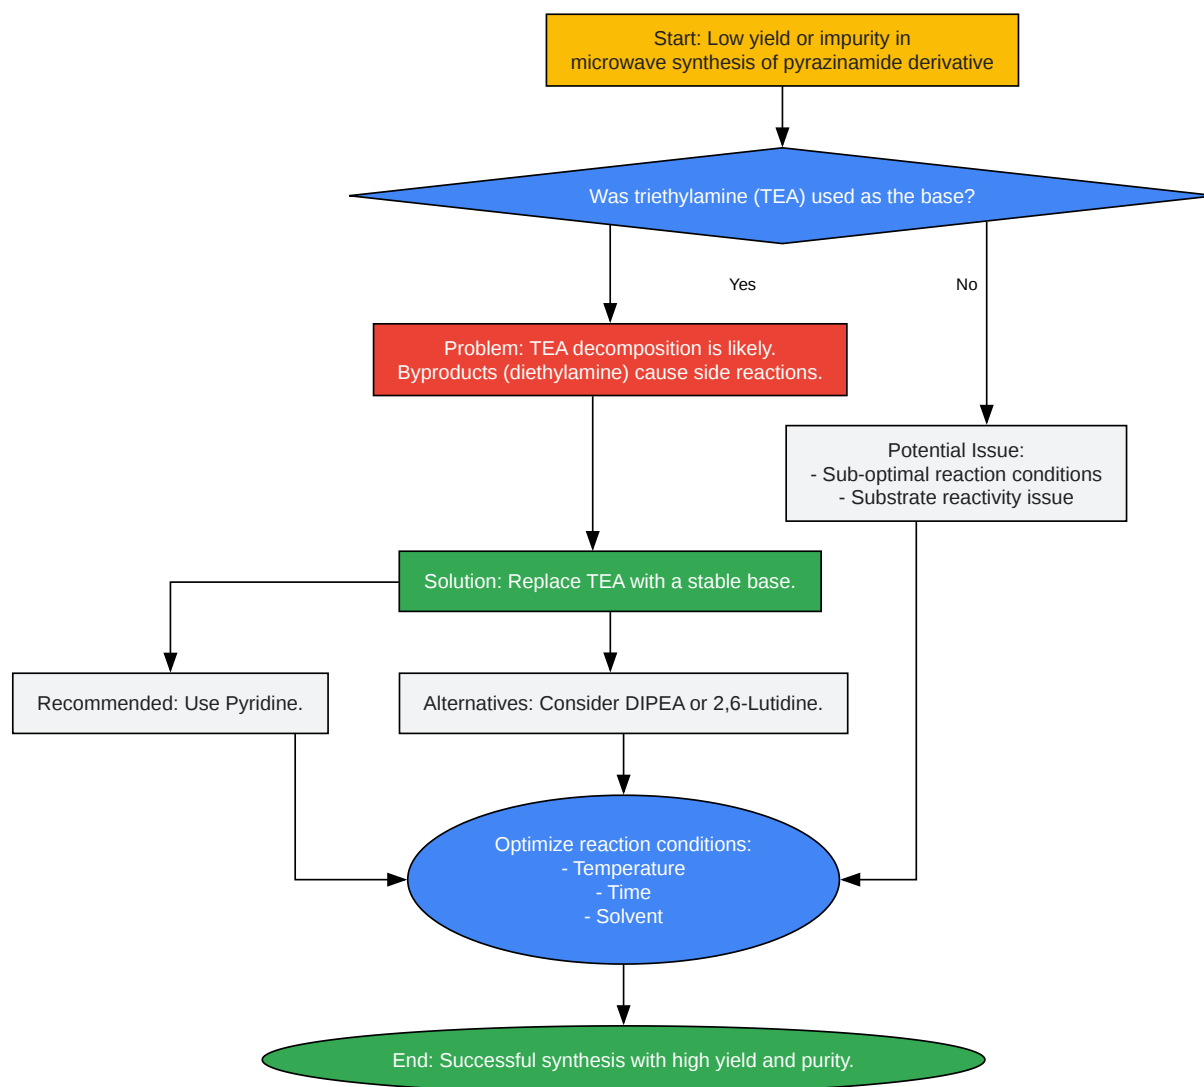 Start: Low yield or impurity in
microwave synthesis of pyrazinamide derivative
Was triethylamine (TEA) used as the base?
Yes
No
Problem: TEA decomposition is likely.
Byproducts (diethylamine) cause side reactions.
Potential Issue:
- Sub-optimal reaction conditions
- Substrate reactivity issue
Solution: Replace TEA with a stable base.
Recommended: Use Pyridine.
Alternatives: Consider DIPEA or 2,6-Lutidine.
Optimize reaction conditions:
- Temperature
- Time
- Solvent
End: Successful synthesis with high yield and purity.